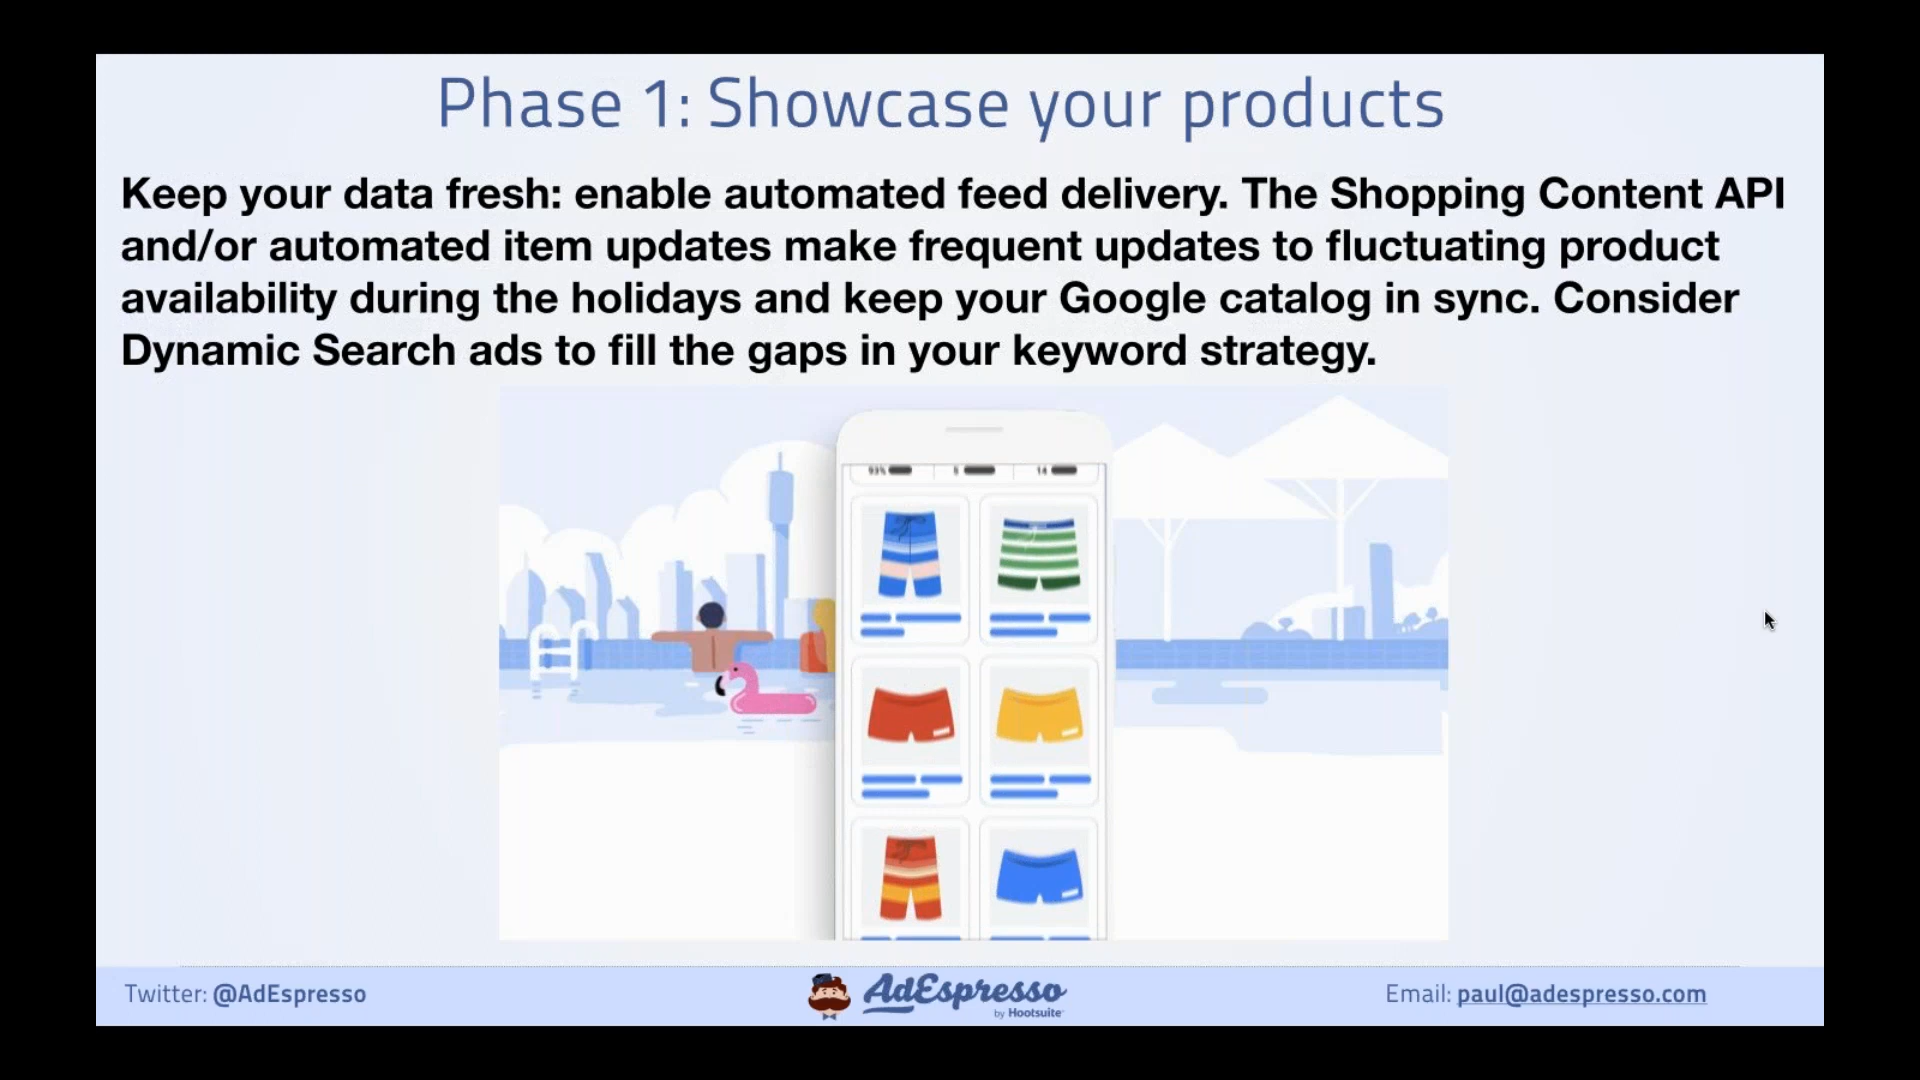 Phase 1: Showcase your products
Keep your data fresh: enable automated feed delivery. The Shopping Content API
and/or automated item updates make frequent updates to fluctuating product
availability during the holidays and keep your Google catalog in sync. Consider
Dynamic Search ads to fill the gaps in your keyword strategy.
93% 8 14
Twitter: @AdEspresso
AdEspresso
by Hootsuite
Email: paul@adespresso.com